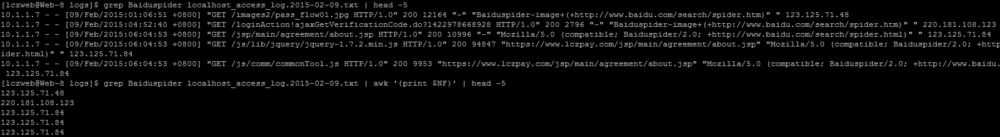 [lczweb@Web-8 logs]$ grep Baiduspider localhost_access_log.2015-02-09.txt | head -5
10.1.1.7 - - [09/Feb/2015:01:06:51 +0800] "GET /images2/pass_flow01.jpg HTTP/1.0" 200 12164 "-" "Baiduspider-image+(+http://www.baidu.com/search/spider.htm)" " 123.125.71.48
10.1.1.7 - - [09/Feb/2015:04:52:40 +0800] "GET /loginAction!ajaxGetVerificationCode.do?1422978668928 HTTP/1.0" 200 2796 "-" "Baiduspider-image+(+http://www.baidu.com/search/spider.htm)" " 220.181.108.123
10.1.1.7 - - [09/Feb/2015:06:04:53 +0800] "GET /jsp/main/agreement/about.jsp HTTP/1.0" 200 10996 "-" "Mozilla/5.0 (compatible; Baiduspider/2.0; +http://www.baidu.com/search/spider.html)" " 123.125.71.84
10.1.1.7 - - [09/Feb/2015:06:04:53 +0800] "GET /js/lib/jquery/jquery-1.7.2.min.js HTTP/1.0" 200 94847 "https://www.lczpay.com/jsp/main/agreement/about.jsp" "Mozilla/5.0 (compatible; Baiduspider/2.0; +http
ider.html)" " 123.125.71.84
10.1.1.7 - - [09/Feb/2015:06:04:53 +0800] "GET /js/comm/commonTool.js HTTP/1.0" 200 9953 "https://www.lczpay.com/jsp/main/agreement/about.jsp" "Mozilla/5.0 (compatible; Baiduspider/2.0; +http://www.baidu.
123.125.71.84
[lczweb@Web-8 logs]$ grep Baiduspider localhost_access_log.2015-02-09.txt | awk '{print $NF}' | head -5
123.125.71.48
220.181.108.123
123.125.71.84
123.125.71.84
123.125.71.84